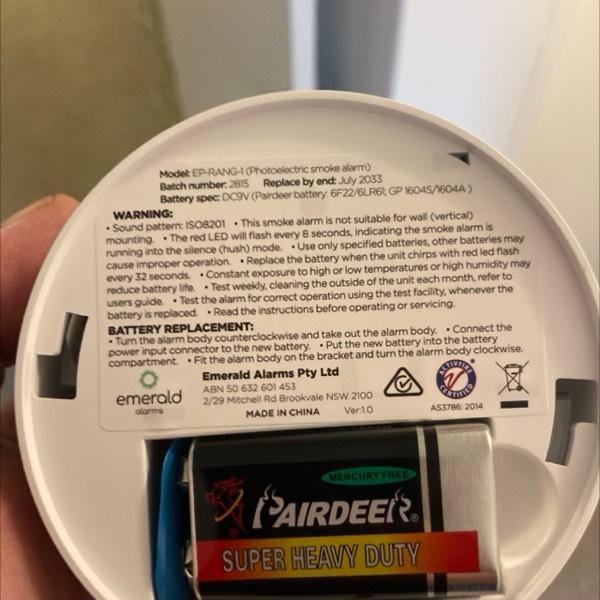 Model: EP-RANG-1 (Photoelectric smoke alarm)
Batch number: 2815 Replace by end: July 2033
Battery spec: DC9V (Pairdeer battery: 6F22/6LR61; GP 1604S/1604A )
WARNING:
• Sound pattern: ISO8201 • This smoke alarm is not suitable for wall (vertical)
mounting. • The red LED will flash every 8 seconds, indicating the smoke alarm is
running into the silence (hush) mode. • Use only specified batteries, other batteries may
cause improper operation. • Replace the battery when the unit chirps with red led flash
every 32 seconds. • Constant exposure to high or low temperatures or high humidity may
reduce battery life. • Test weekly, cleaning the outside of the unit each month, refer to
users guide. • Test the alarm for correct operation using the test facility, whenever the
battery is replaced. • Read the instructions before operating or servicing.
BATTERY REPLACEMENT:
• Turn the alarm body counterclockwise and take out the alarm body. • Connect the
power input connector to the new battery. • Put the new battery into the battery
compartment. • Fit the alarm body on the bracket and turn the alarm body clockwise.
emerald
alarms
Emerald Alarms Pty Ltd
ABN 50 632 601 453
2/29 Mitchell Rd Brookvale NSW 2100
MADE IN CHINA Ver:1.0
ACTIVFIRE
CERTIFIED
AS3786: 2014
MERCURY FREE
PAIRDEER®
SUPER HEAVY DUTY